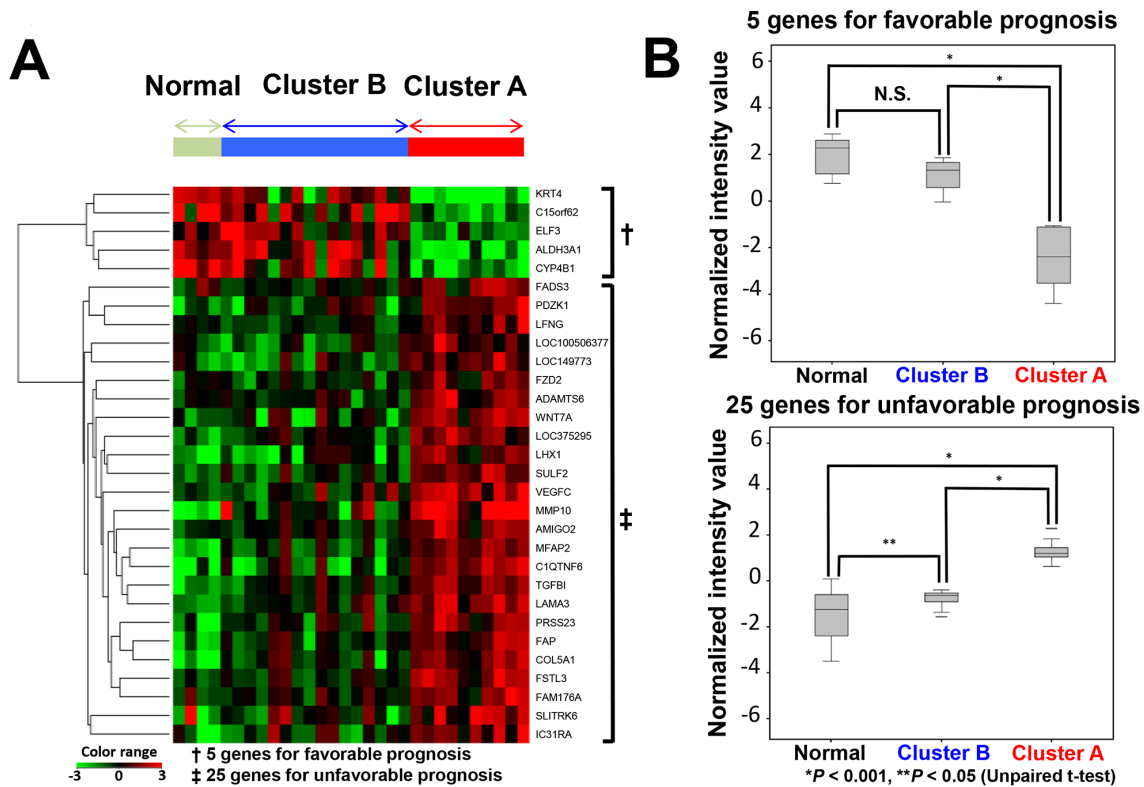 A
Normal
Cluster B
Cluster A
KRT4
C15orf62
ELF3
ALDH3A1
CYP4B1
†
FADS3
PDZK1
LFNG
LOC100506377
LOC149773
FZD2
ADAMTS6
WNT7A
LOC375295
LHX1
SULF2
VEGFC
MMP10
AMIGO2
MFAP2
C1QTNF6
TGFBI
LAMA3
PRSS23
FAP
COL5A1
FSTL3
FAM176A
SLITRK6
IC31RA
‡
Color range
-3 0 3
† 5 genes for favorable prognosis
‡ 25 genes for unfavorable prognosis
B
5 genes for favorable prognosis
Normalized intensity value
6
4
2
0
-2
-4
-6
*
*
N.S.
Normal Cluster B Cluster A
25 genes for unfavorable prognosis
Normalized intensity value
6
4
2
0
-2
-4
-6
*
*
**
Normal Cluster B Cluster A
*P < 0.001, **P < 0.05 (Unpaired t-test)